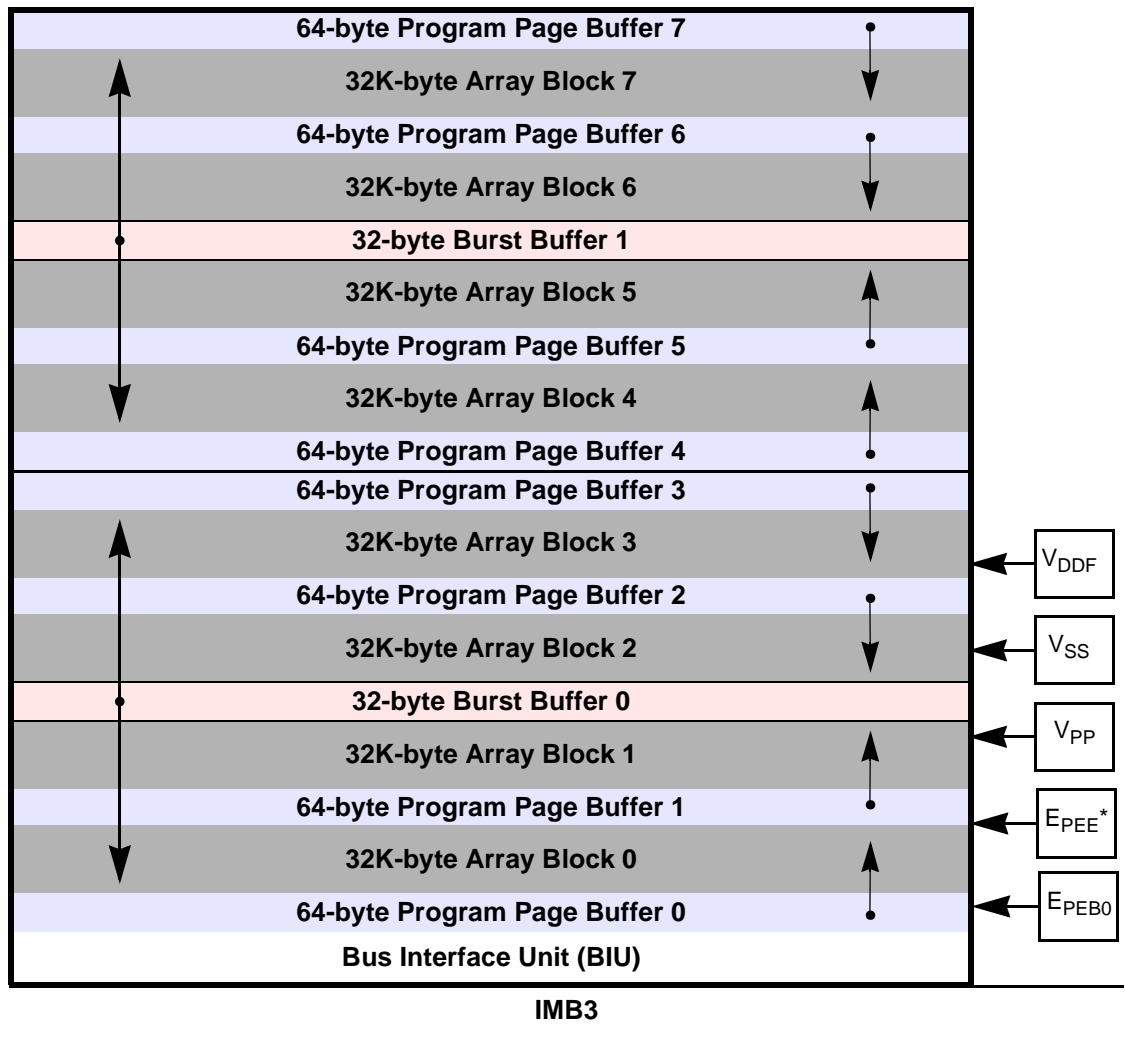 64-byte Program Page Buffer 7
32K-byte Array Block 7
64-byte Program Page Buffer 6
32K-byte Array Block 6
32-byte Burst Buffer 1
32K-byte Array Block 5
64-byte Program Page Buffer 5
32K-byte Array Block 4
64-byte Program Page Buffer 4
64-byte Program Page Buffer 3
32K-byte Array Block 3
64-byte Program Page Buffer 2
32K-byte Array Block 2
32-byte Burst Buffer 0
32K-byte Array Block 1
64-byte Program Page Buffer 1
32K-byte Array Block 0
64-byte Program Page Buffer 0
Bus Interface Unit (BIU)
VDDF
VSS
VPP
EPEE*
EPEB0
IMB3